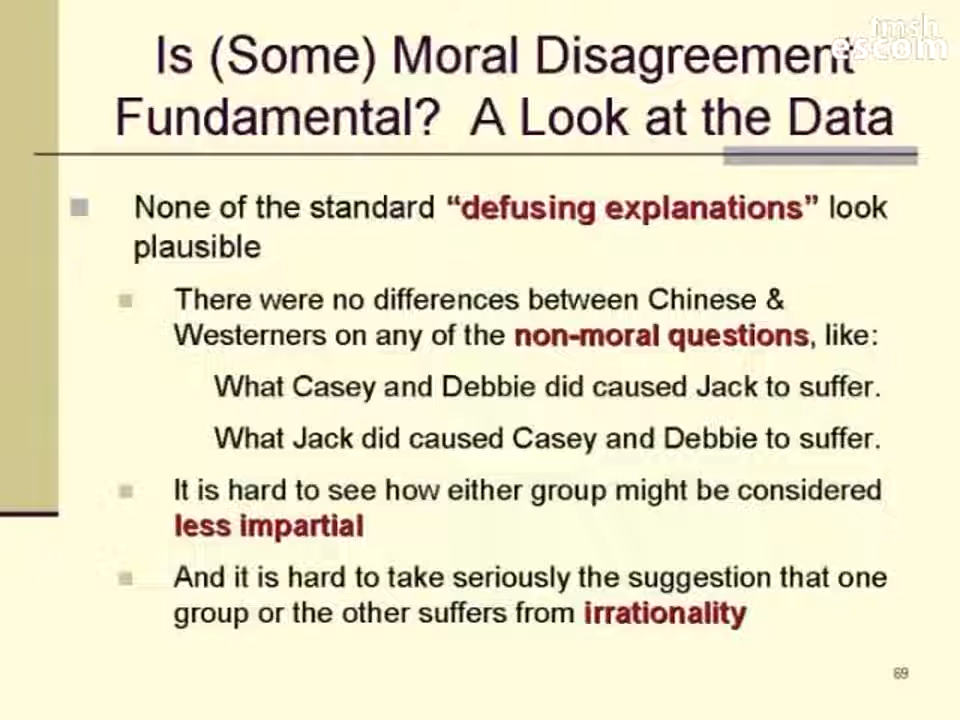 tmsh
escom
Is (Some) Moral Disagreement
Fundamental? A Look at the Data
None of the standard “defusing explanations” look
plausible
There were no differences between Chinese &
Westerners on any of the non-moral questions, like:
What Casey and Debbie did caused Jack to suffer.
What Jack did caused Casey and Debbie to suffer.
It is hard to see how either group might be considered
less impartial
And it is hard to take seriously the suggestion that one
group or the other suffers from irrationality
69